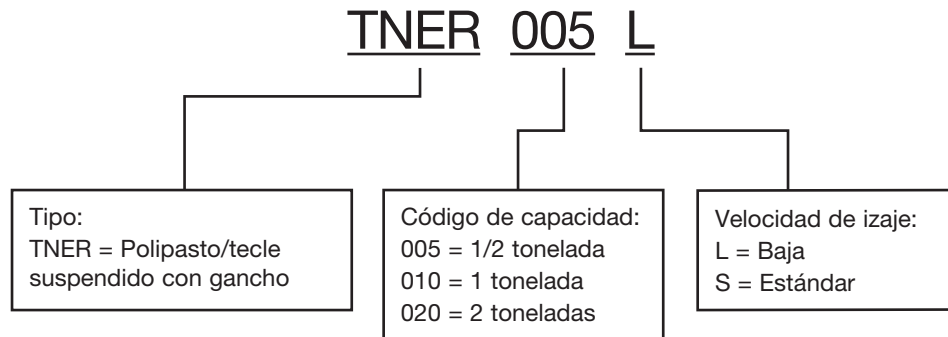 TNER 005 L
Tipo:
TNER = Polipasto/tecle
suspendido con gancho
Código de capacidad:
005 = 1/2 tonelada
010 = 1 tonelada
020 = 2 toneladas
Velocidad de izaje:
L = Baja
S = Estándar